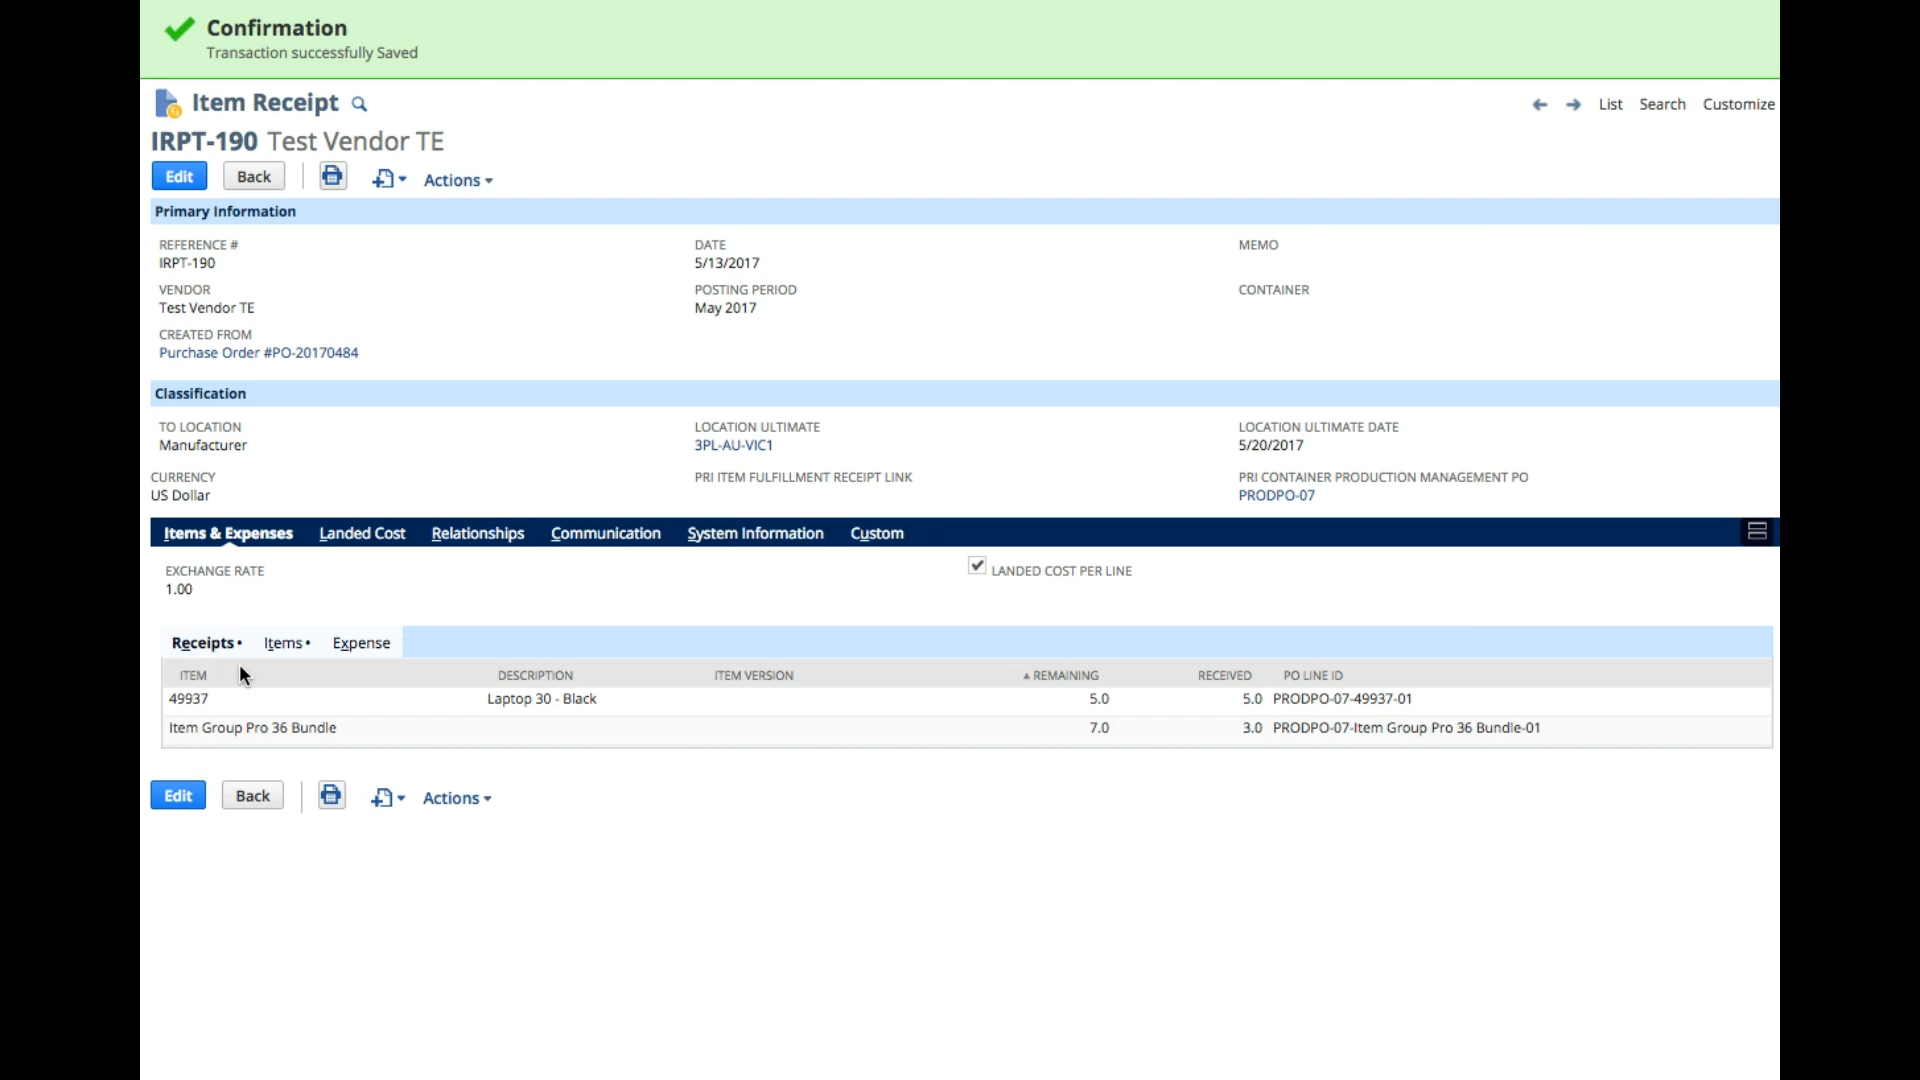 Confirmation
Transaction successfully Saved
Item Receipt
List Search Customize
IRPT-190 Test Vendor TE
Edit Back Actions
Primary Information
REFERENCE # DATE MEMO
IRPT-190 5/13/2017
VENDOR POSTING PERIOD CONTAINER
Test Vendor TE May 2017
CREATED FROM
Purchase Order #PO-20170484
Classification
TO LOCATION LOCATION ULTIMATE LOCATION ULTIMATE DATE
Manufacturer 3PL-AU-VIC1 5/20/2017
CURRENCY PRI ITEM FULFILLMENT RECEIPT LINK PRI CONTAINER PRODUCTION MANAGEMENT PO
US Dollar PRODPO-07
Items & Expenses Landed Cost Relationships Communication System Information Custom
EXCHANGE RATE LANDED COST PER LINE
1.00
Receipts • Items • Expense
ITEM DESCRIPTION ITEM VERSION ▲ REMAINING RECEIVED PO LINE ID
49937 Laptop 30 - Black 5.0 5.0 PRODPO-07-49937-01
Item Group Pro 36 Bundle 7.0 3.0 PRODPO-07-Item Group Pro 36 Bundle-01
Edit Back Actions